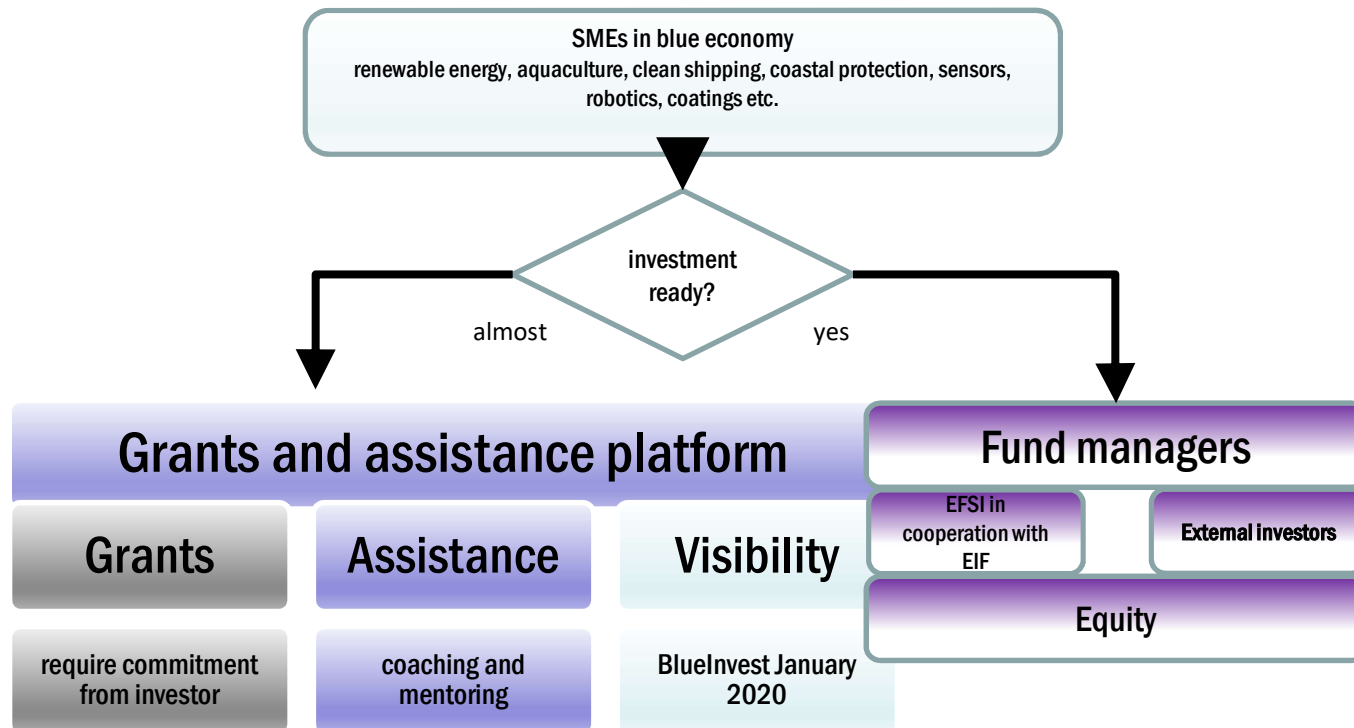 SMEs in blue economy
renewable energy, aquaculture, clean shipping, coastal protection, sensors,
robotics, coatings etc.
investment
ready?
almost
yes
Grants and assistance platform
Fund managers
EFSI in
cooperation with
EIF
External investors
Grants
Assistance
Visibility
Equity
require commitment
from investor
coaching and
mentoring
BlueInvest January
2020